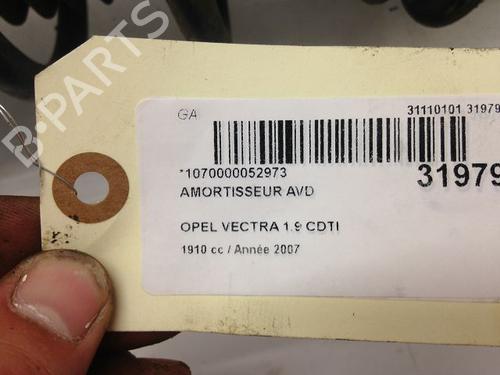 B-PARTS
GA
31110101 31979
*1070000052973
31979
AMORTISSEUR AVD
OPEL VECTRA 1.9 CDTI
1910 cc / Année 2007